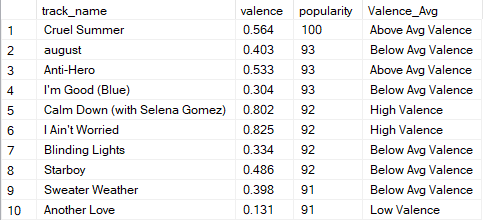 track_name valence popularity Valence_Avg
1 Cruel Summer 0.564 100 Above Avg Valence
2 august 0.403 93 Below Avg Valence
3 Anti-Hero 0.533 93 Above Avg Valence
4 I'm Good (Blue) 0.304 93 Below Avg Valence
5 Calm Down (with Selena Gomez) 0.802 92 High Valence
6 I Ain't Worried 0.825 92 High Valence
7 Blinding Lights 0.334 92 Below Avg Valence
8 Starboy 0.486 92 Below Avg Valence
9 Sweater Weather 0.398 91 Below Avg Valence
10 Another Love 0.131 91 Low Valence